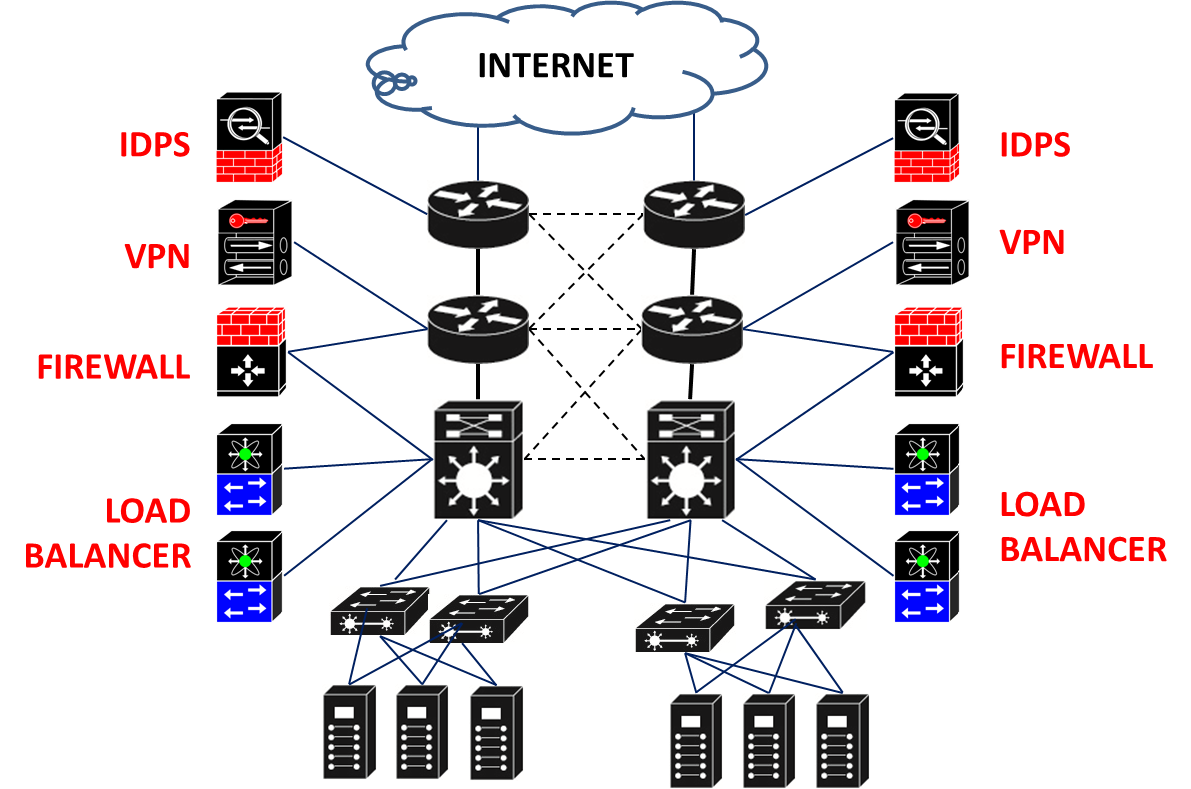 INTERNET
IDPS
IDPS
VPN
VPN
FIREWALL
FIREWALL
LOAD
BALANCER
LOAD
BALANCER